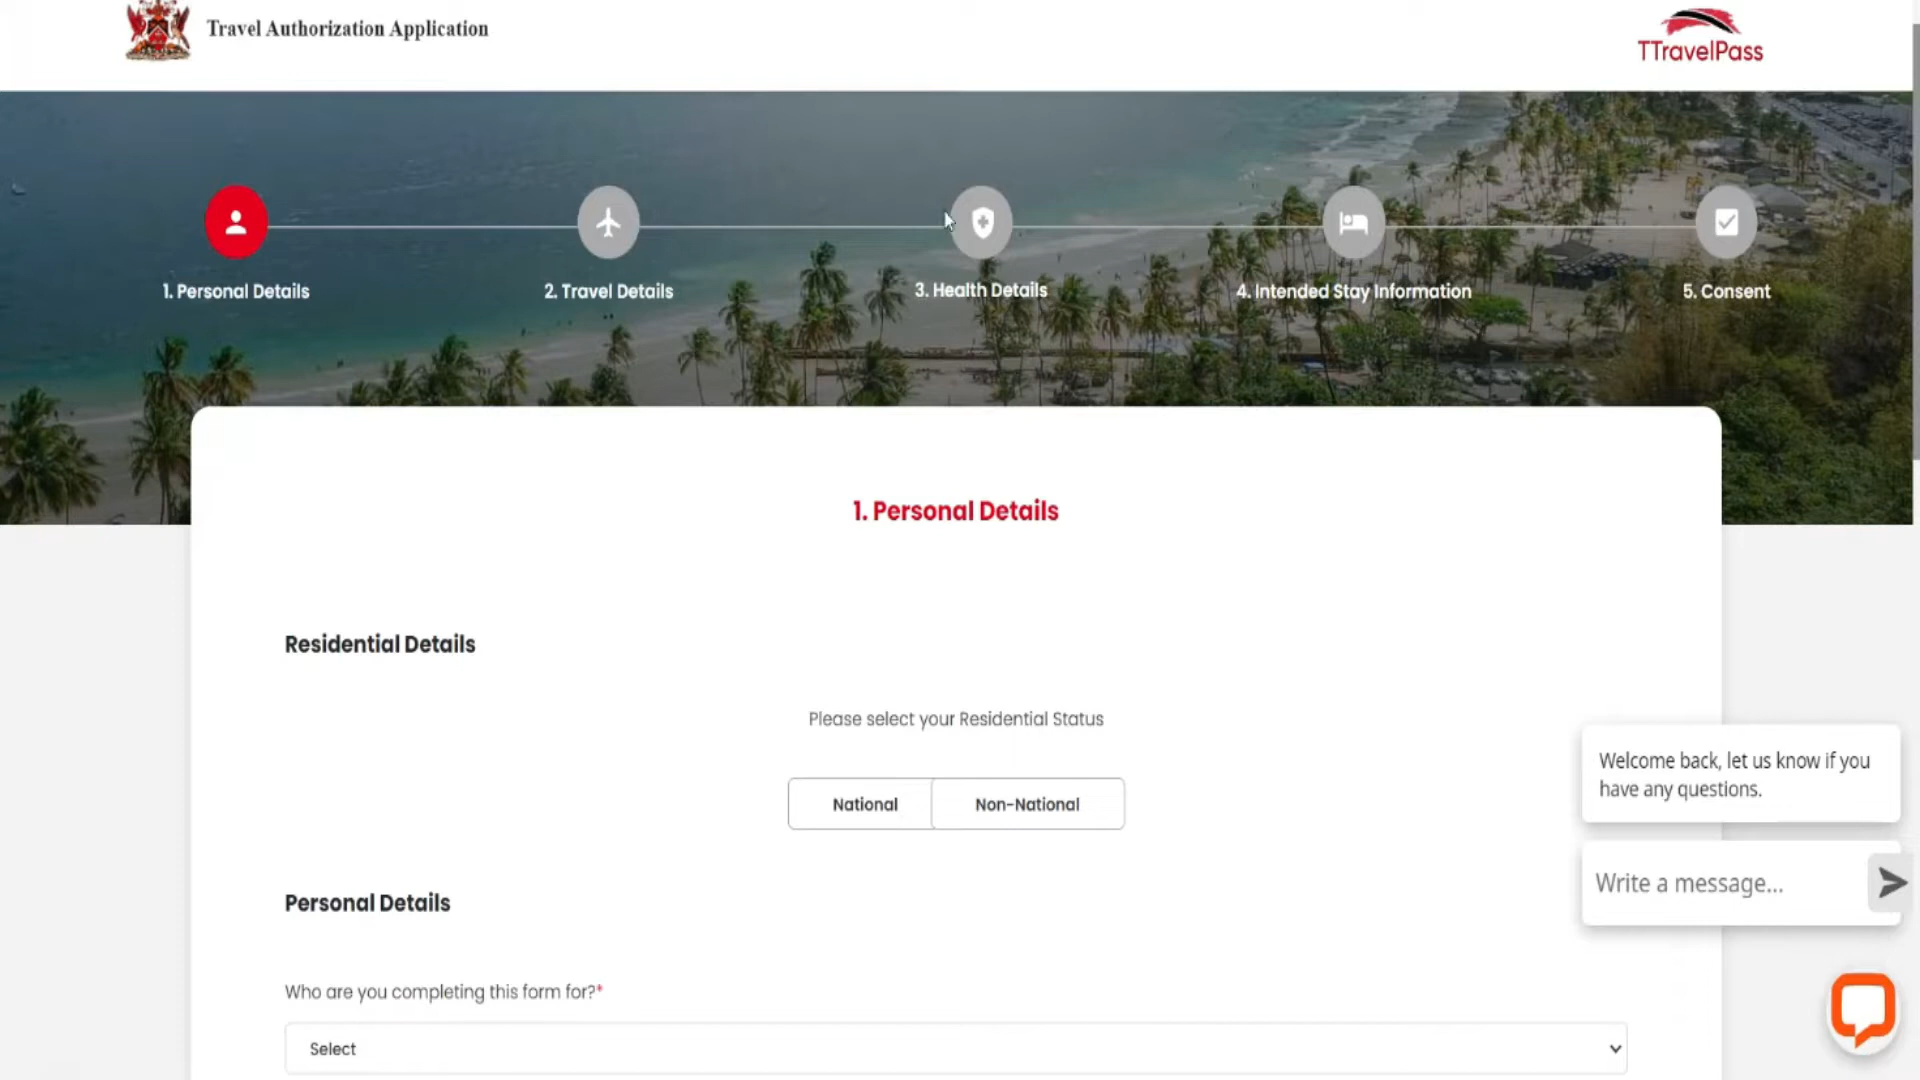 Travel Authorization Application
TTravelPass
1. Personal Details
2. Travel Details
3. Health Details
4. Intended Stay Information
5. Consent
1. Personal Details
Residential Details
Please select your Residential Status
National
Non-National
Welcome back, let us know if you
have any questions.
Write a message...
Personal Details
Who are you completing this form for?*
Select